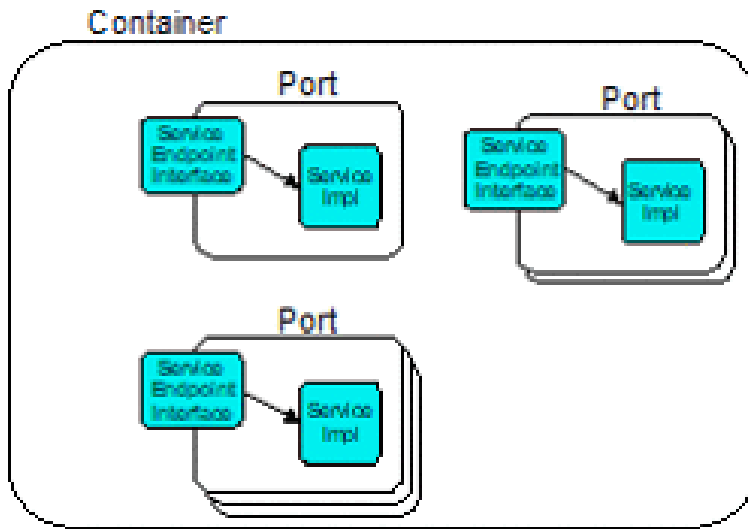 Container
Port
Service
Endpoint
Interface
Service
Impl
Port
Service
Endpoint
Interface
Service
Impl
Port
Service
Endpoint
Interface
Service
Impl